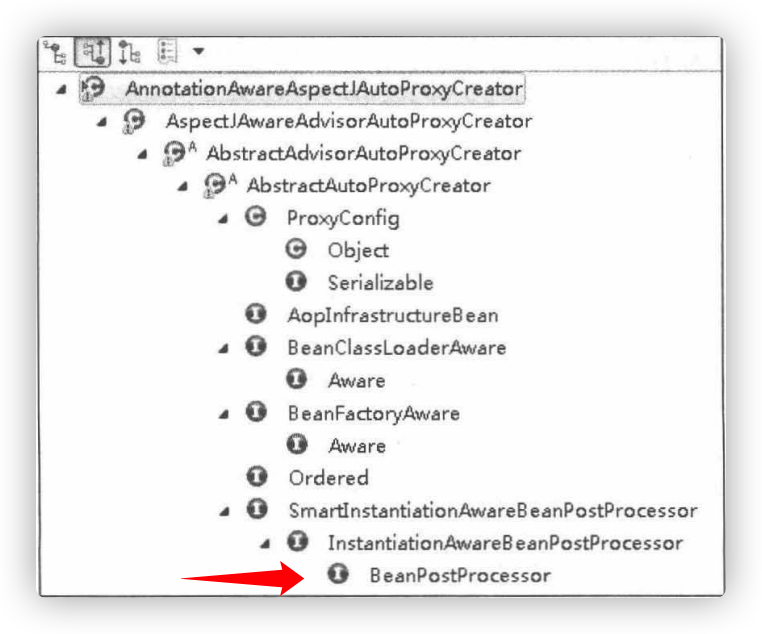 AnnotationAwareAspectJAutoProxyCreator
AspectJAwareAdvisorAutoProxyCreator
A AbstractAdvisorAutoProxyCreator
A AbstractAutoProxyCreator
C ProxyConfig
C Object
I Serializable
I AopInfrastructureBean
I BeanClassLoaderAware
I Aware
I BeanFactoryAware
I Aware
I Ordered
I SmartInstantiationAwareBeanPostProcessor
I InstantiationAwareBeanPostProcessor
I BeanPostProcessor